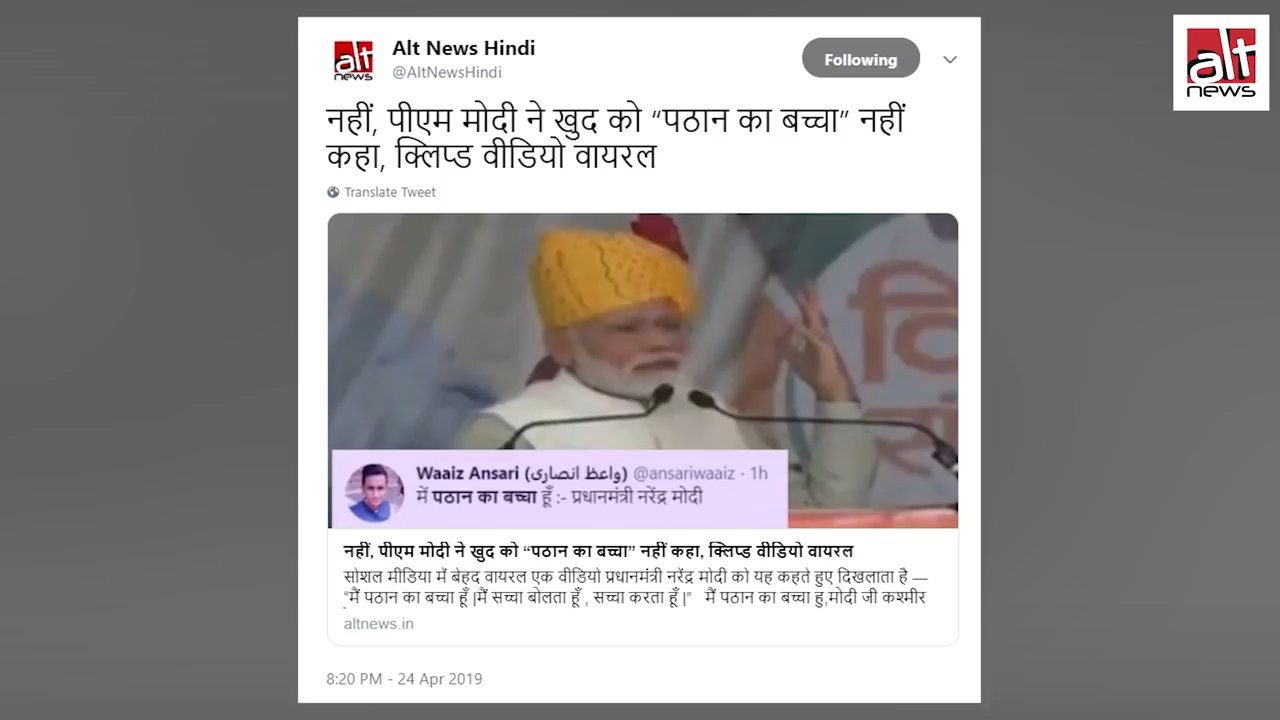 alt
news
Alt News Hindi
@AltNewsHindi
Following
alt
news
नहीं, पीएम मोदी ने खुद को “पठान का बच्चा” नहीं
कहा, क्लिप्ड वीडियो वायरल
Translate Tweet
Waaiz Ansari (واعظ انصاری) @ansariwaaiz · 1h
में पठान का बच्चा हूँ :- प्रधानमंत्री नरेंद्र मोदी
नहीं, पीएम मोदी ने खुद को “पठान का बच्चा” नहीं कहा, क्लिप्ड वीडियो वायरल
सोशल मीडिया में बेहद वायरल एक वीडियो प्रधानमंत्री नरेंद्र मोदी को यह कहते हुए दिखलाता है —
“मैं पठान का बच्चा हूँ |मैं सच्चा बोलता हूँ , सच्चा करता हूँ |” मैं पठान का बच्चा हु,मोदी जी कश्मीर
altnews.in
8:20 PM - 24 Apr 2019